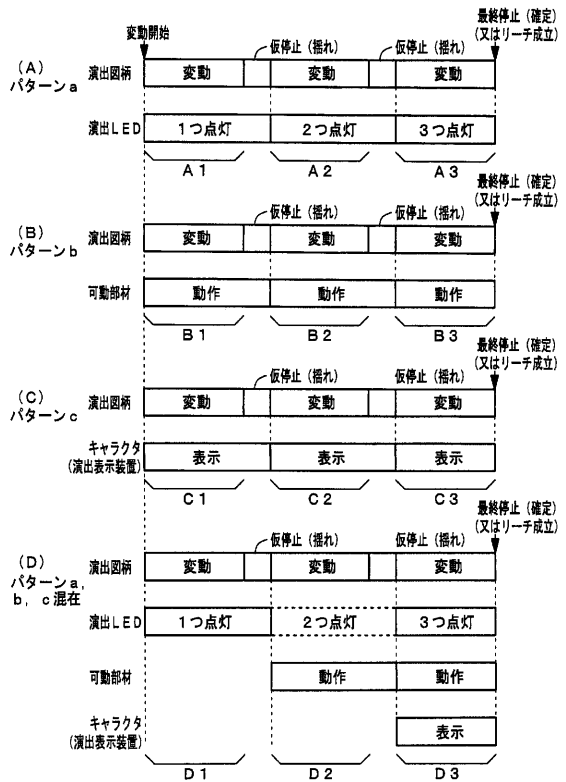 変動開始
最終停止（確定）
（又はリーチ成立）
仮停止（揺れ）
仮停止（揺れ）
（A）
パターンa
演出図柄
変動
変動
変動
演出LED
1つ点灯
2つ点灯
3つ点灯
A1
A2
A3
最終停止（確定）
（又はリーチ成立）
仮停止（揺れ）
仮停止（揺れ）
（B）
パターンb
演出図柄
変動
変動
変動
可動部材
動作
動作
動作
B1
B2
B3
最終停止（確定）
（又はリーチ成立）
仮停止（揺れ）
仮停止（揺れ）
（C）
パターンc
演出図柄
変動
変動
変動
キャラクタ
（演出表示装置）
表示
表示
表示
C1
C2
C3
最終停止（確定）
（又はリーチ成立）
仮停止（揺れ）
仮停止（揺れ）
（D）
パターンa，
b，c混在
演出図柄
変動
変動
変動
演出LED
1つ点灯
2つ点灯
3つ点灯
可動部材
動作
動作
キャラクタ
（演出表示装置）
表示
D1
D2
D3